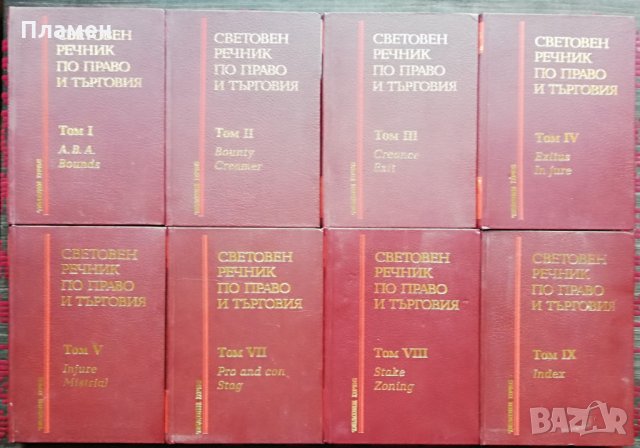 Пламен
СВЕТОВЕН
РЕЧНИК
ПО ПРАВО
И ТЪРГОВИЯ
Том I
A.B.A.
Bounds
СВЕТОВЕН
РЕЧНИК
ПО ПРАВО
И ТЪРГОВИЯ
Том II
Bounty
Creamer
СВЕТОВЕН
РЕЧНИК
ПО ПРАВО
И ТЪРГОВИЯ
Том III
Creance
Exit
СВЕТОВЕН
РЕЧНИК
ПО ПРАВО
И ТЪРГОВИЯ
Том IV
Exitus
In jure
СВЕТОВЕН
РЕЧНИК
ПО ПРАВО
И ТЪРГОВИЯ
Том V
Injure
Mistrial
СВЕТОВЕН
РЕЧНИК
ПО ПРАВО
И ТЪРГОВИЯ
Том VII
Pro and con
Stag
СВЕТОВЕН
РЕЧНИК
ПО ПРАВО
И ТЪРГОВИЯ
Том VIII
Stake
Zoning
СВЕТОВЕН
РЕЧНИК
ПО ПРАВО
И ТЪРГОВИЯ
Том IX
Index
bazar